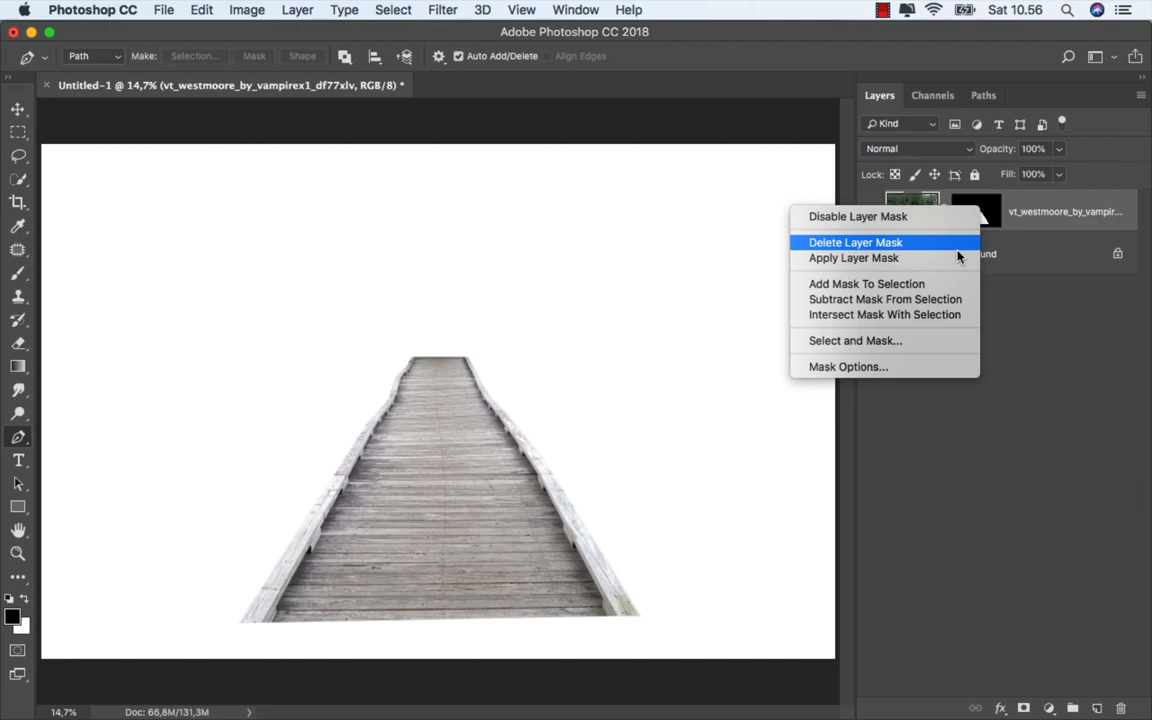 Photoshop CC File Edit Image Layer Type Select Filter 3D View Window Help Sat 10.56
Adobe Photoshop CC 2018
Path Make: Selection... Mask Shape Auto Add/Delete Align Edges
Untitled-1 @ 14,7% (vt_westmoore_by_vampirex1_df77xlv, RGB/8) *
Layers Channels Paths
Kind
Normal Opacity: 100%
Lock: Fill: 100%
vt_westmoore_by_vampir...
Disable Layer Mask
Delete Layer Mask
Apply Layer Mask
Add Mask To Selection
Subtract Mask From Selection
Intersect Mask With Selection
Select and Mask...
Mask Options...
14,7% Doc: 66,8M/131,3M